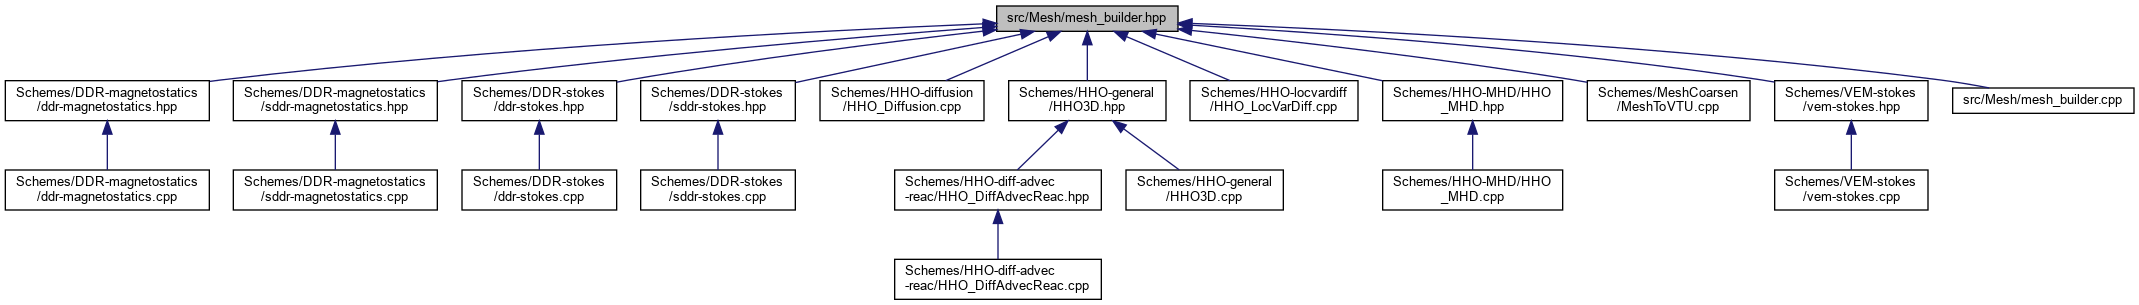 src/Mesh/mesh_builder.hpp
Schemes/DDR-magnetostatics
/ddr-magnetostatics.hpp
Schemes/DDR-magnetostatics
/sddr-magnetostatics.hpp
Schemes/DDR-stokes
/ddr-stokes.hpp
Schemes/DDR-stokes
/sddr-stokes.hpp
Schemes/HHO-diffusion
/HHO_Diffusion.cpp
Schemes/HHO-general
/HHO3D.hpp
Schemes/HHO-locvardiff
/HHO_LocVarDiff.cpp
Schemes/HHO-MHD/HHO
_MHD.hpp
Schemes/MeshCoarsen
/MeshToVTU.cpp
Schemes/VEM-stokes
/vem-stokes.hpp
src/Mesh/mesh_builder.cpp
Schemes/DDR-magnetostatics
/ddr-magnetostatics.cpp
Schemes/DDR-magnetostatics
/sddr-magnetostatics.cpp
Schemes/DDR-stokes
/ddr-stokes.cpp
Schemes/DDR-stokes
/sddr-stokes.cpp
Schemes/HHO-diff-advec
-reac/HHO_DiffAdvecReac.hpp
Schemes/HHO-general
/HHO3D.cpp
Schemes/HHO-MHD/HHO
_MHD.cpp
Schemes/VEM-stokes
/vem-stokes.cpp
Schemes/HHO-diff-advec
-reac/HHO_DiffAdvecReac.cpp